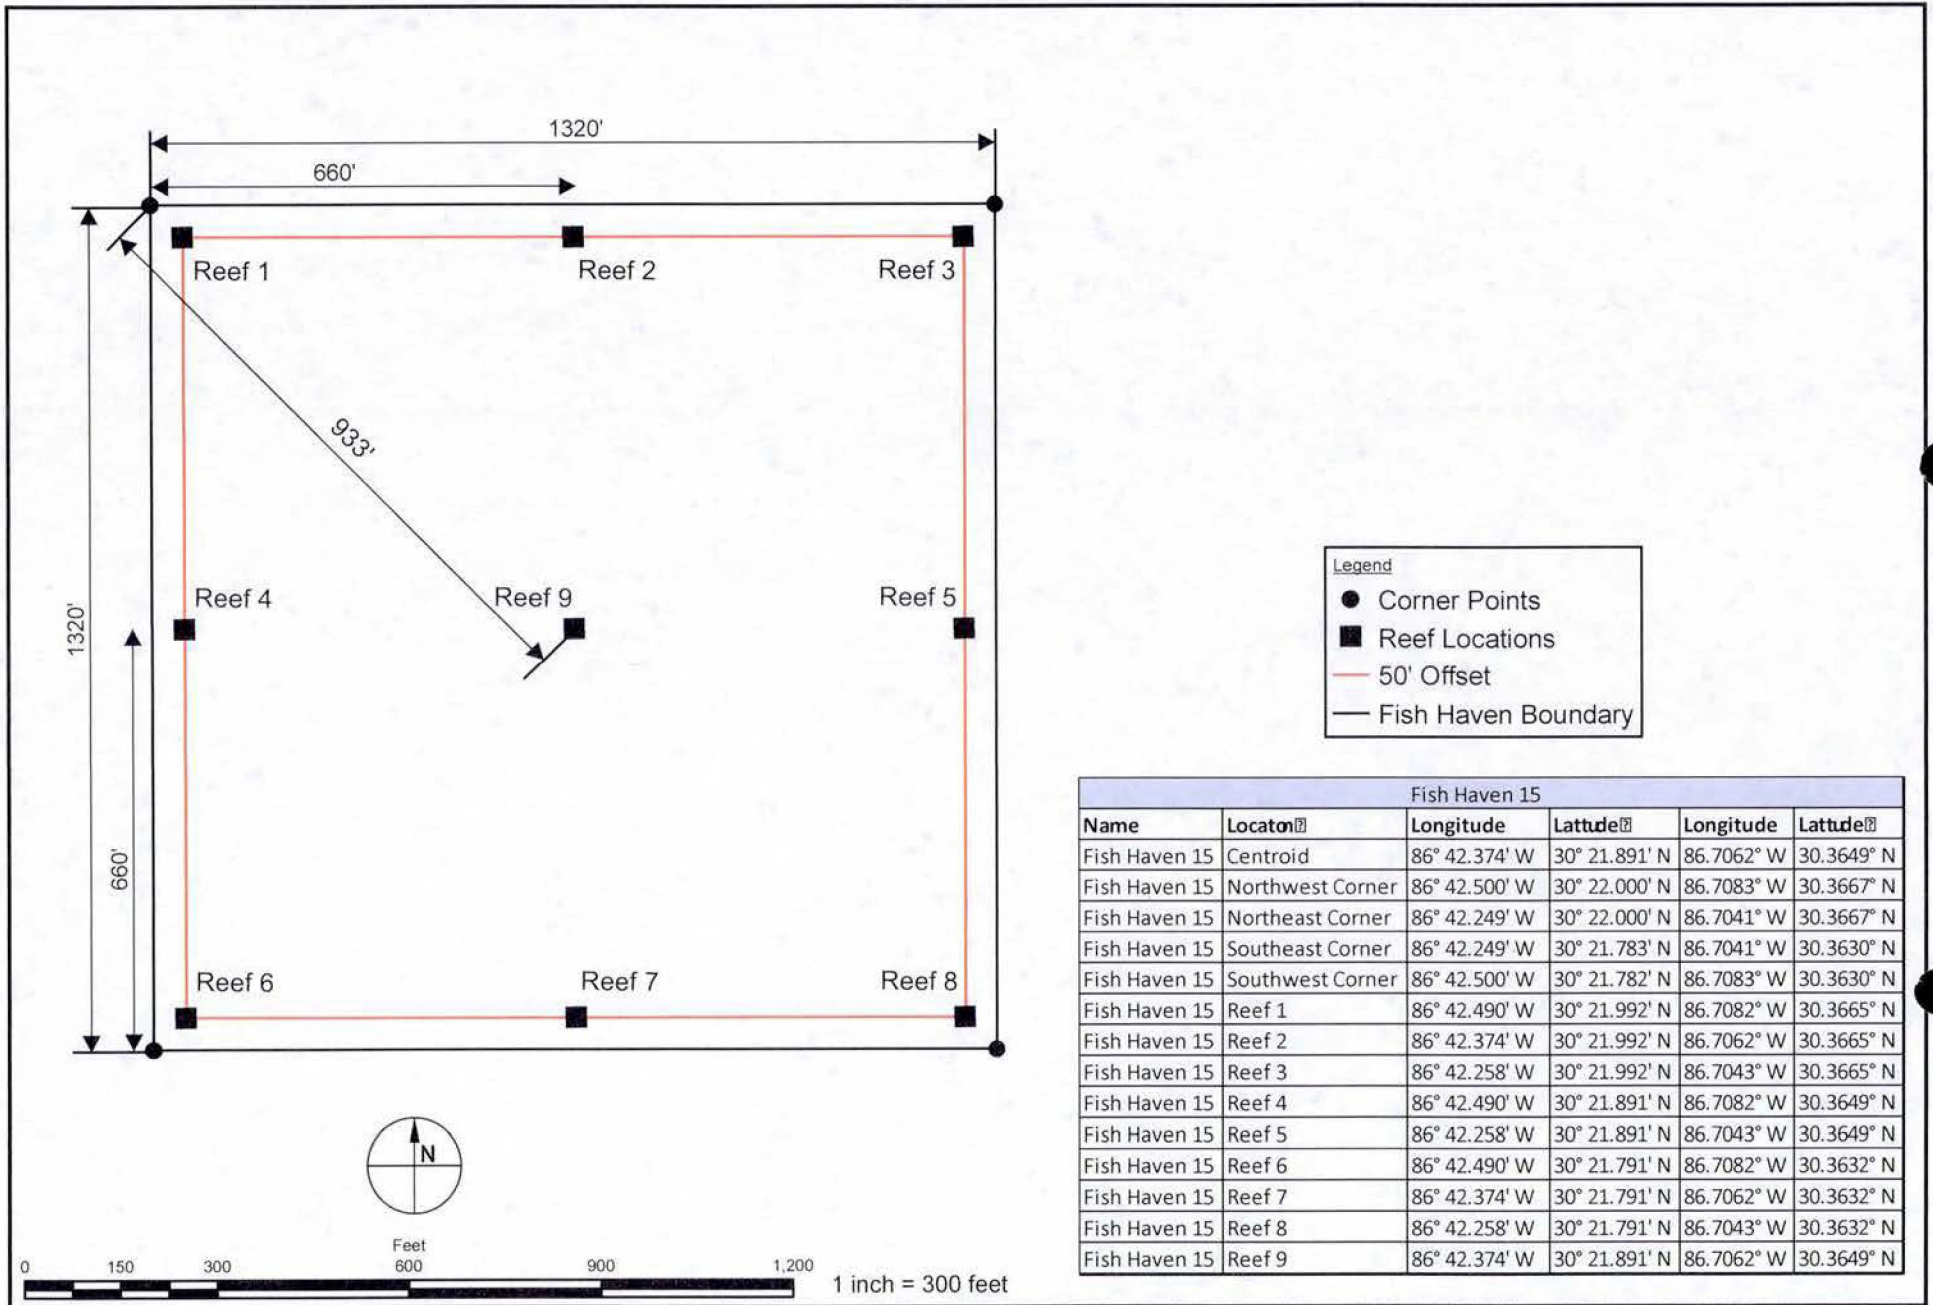 1320'
660'
Reef 1
Reef 2
Reef 3
933'
1320'
Reef 4
Reef 9
Reef 5
660'
Reef 6
Reef 7
Reef 8
N
Feet
0 150 300 600 900 1,200
1 inch = 300 feet
Legend
Corner Points
Reef Locations
50' Offset
Fish Haven Boundary
Fish Haven 15
Name Locaton⍰ Longitude Lattude⍰ Longitude Lattude⍰
Fish Haven 15 Centroid 86° 42.374' W 30° 21.891' N 86.7062° W 30.3649° N
Fish Haven 15 Northwest Corner 86° 42.500' W 30° 22.000' N 86.7083° W 30.3667° N
Fish Haven 15 Northeast Corner 86° 42.249' W 30° 22.000' N 86.7041° W 30.3667° N
Fish Haven 15 Southeast Corner 86° 42.249' W 30° 21.783' N 86.7041° W 30.3630° N
Fish Haven 15 Southwest Corner 86° 42.500' W 30° 21.782' N 86.7083° W 30.3630° N
Fish Haven 15 Reef 1 86° 42.490' W 30° 21.992' N 86.7082° W 30.3665° N
Fish Haven 15 Reef 2 86° 42.374' W 30° 21.992' N 86.7062° W 30.3665° N
Fish Haven 15 Reef 3 86° 42.258' W 30° 21.992' N 86.7043° W 30.3665° N
Fish Haven 15 Reef 4 86° 42.490' W 30° 21.891' N 86.7082° W 30.3649° N
Fish Haven 15 Reef 5 86° 42.258' W 30° 21.891' N 86.7043° W 30.3649° N
Fish Haven 15 Reef 6 86° 42.490' W 30° 21.791' N 86.7082° W 30.3632° N
Fish Haven 15 Reef 7 86° 42.374' W 30° 21.791' N 86.7062° W 30.3632° N
Fish Haven 15 Reef 8 86° 42.258' W 30° 21.791' N 86.7043° W 30.3632° N
Fish Haven 15 Reef 9 86° 42.374' W 30° 21.891' N 86.7062° W 30.3649° N